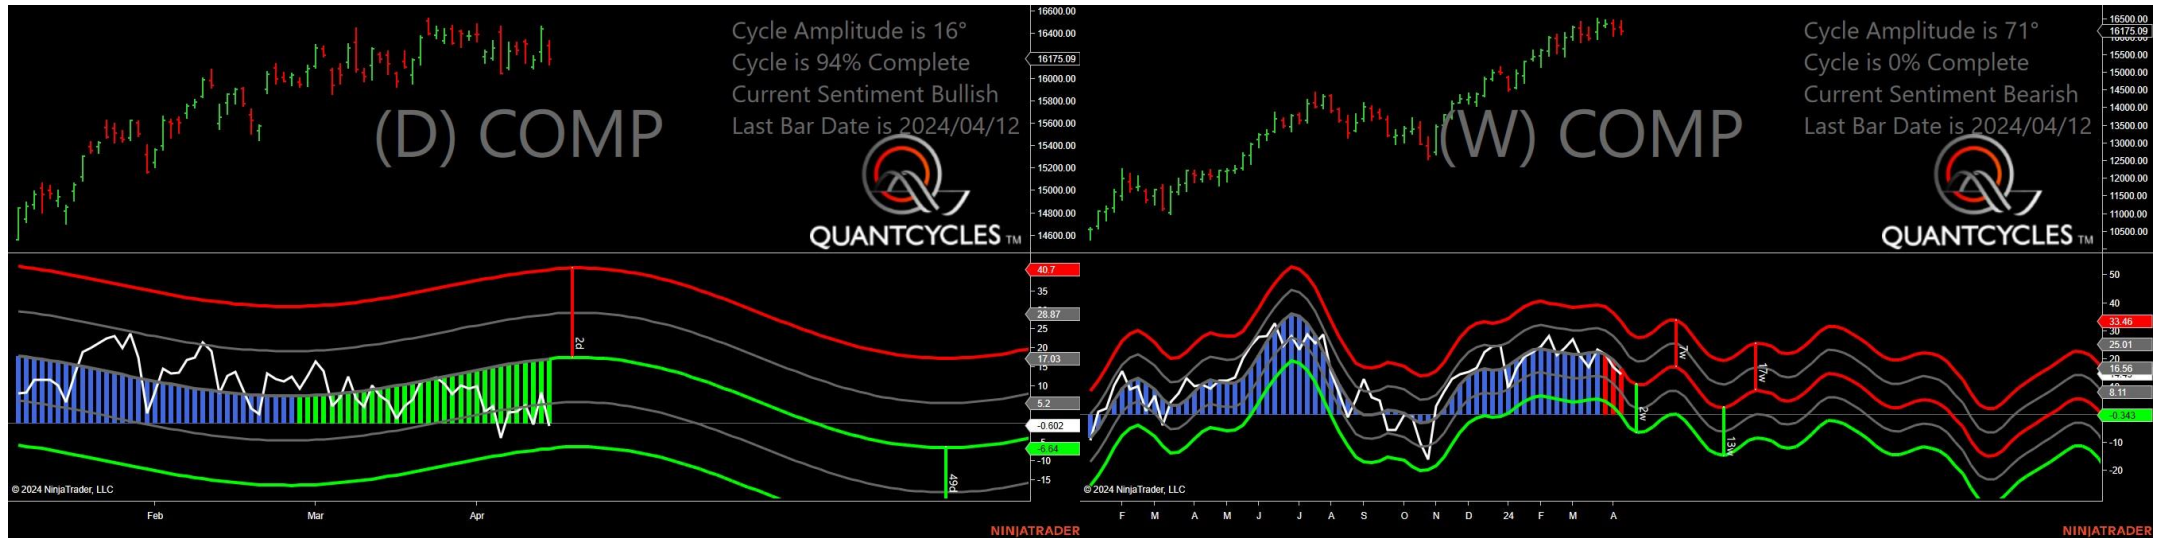 Cycle Amplitude is 16°
Cycle is 94% Complete
Current Sentiment Bullish
Last Bar Date is 2024/04/12
(D) COMP
QUANTCYCLES TM
16600.00
16400.00
16175.09
16000.00
15800.00
15600.00
15400.00
15200.00
15000.00
14800.00
14600.00
40.7
35
28.87
25
20
17.03
15
10
5.2
-0.602
-6.64
-10
-15
2d
49d
© 2024 NinjaTrader, LLC
Feb
Mar
Apr
NINJATRADER
Cycle Amplitude is 71°
Cycle is 0% Complete
Current Sentiment Bearish
Last Bar Date is 2024/04/12
(W) COMP
QUANTCYCLES TM
16500.00
16175.09
15500.00
15000.00
14500.00
14000.00
13500.00
13000.00
12500.00
12000.00
11500.00
11000.00
10500.00
50
40
33.46
30
25.01
20
16.56
8.11
-0.343
-10
-20
2w
7w
13w
17w
© 2024 NinjaTrader, LLC
F
M
A
M
J
J
A
S
O
N
D
24
F
M
A
NINJATRADER